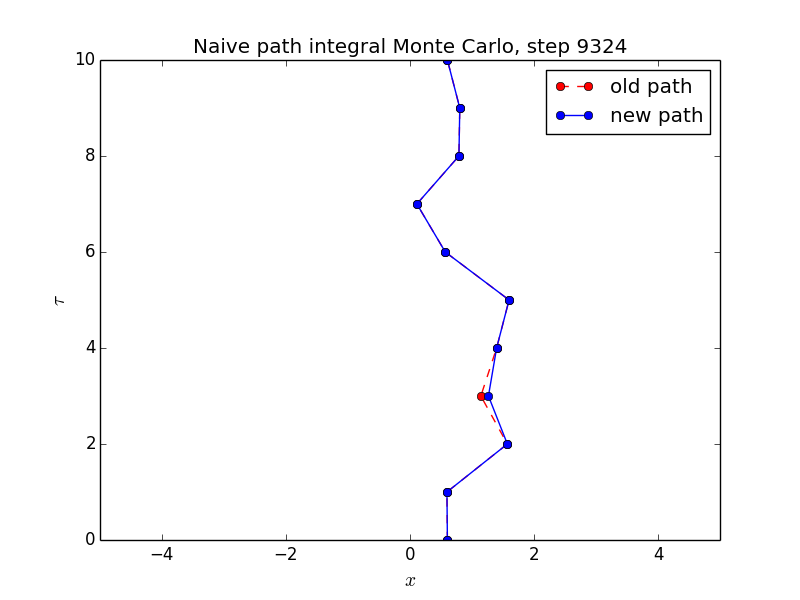 Naive path integral Monte Carlo, step 9324
old path
new path
10
8
6
4
2
0
τ
−4
−2
0
2
4
x